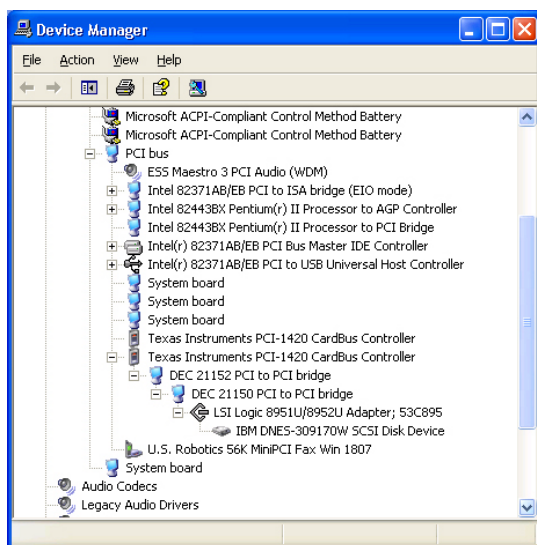 Device Manager
File Action View Help
Microsoft ACPI-Compliant Control Method Battery
Microsoft ACPI-Compliant Control Method Battery
PCI bus
ESS Maestro 3 PCI Audio (WDM)
Intel 82371AB/EB PCI to ISA bridge (EIO mode)
Intel 82443BX Pentium(r) II Processor to AGP Controller
Intel 82443BX Pentium(r) II Processor to PCI Bridge
Intel(r) 82371AB/EB PCI Bus Master IDE Controller
Intel(r) 82371AB/EB PCI to USB Universal Host Controller
System board
System board
System board
Texas Instruments PCI-1420 CardBus Controller
Texas Instruments PCI-1420 CardBus Controller
DEC 21152 PCI to PCI bridge
DEC 21150 PCI to PCI bridge
LSI Logic 8951U/8952U Adapter; 53C895
IBM DNES-309170W SCSI Disk Device
U.S. Robotics 56K MiniPCI Fax Win 1807
System board
Audio Codecs
Legacy Audio Drivers